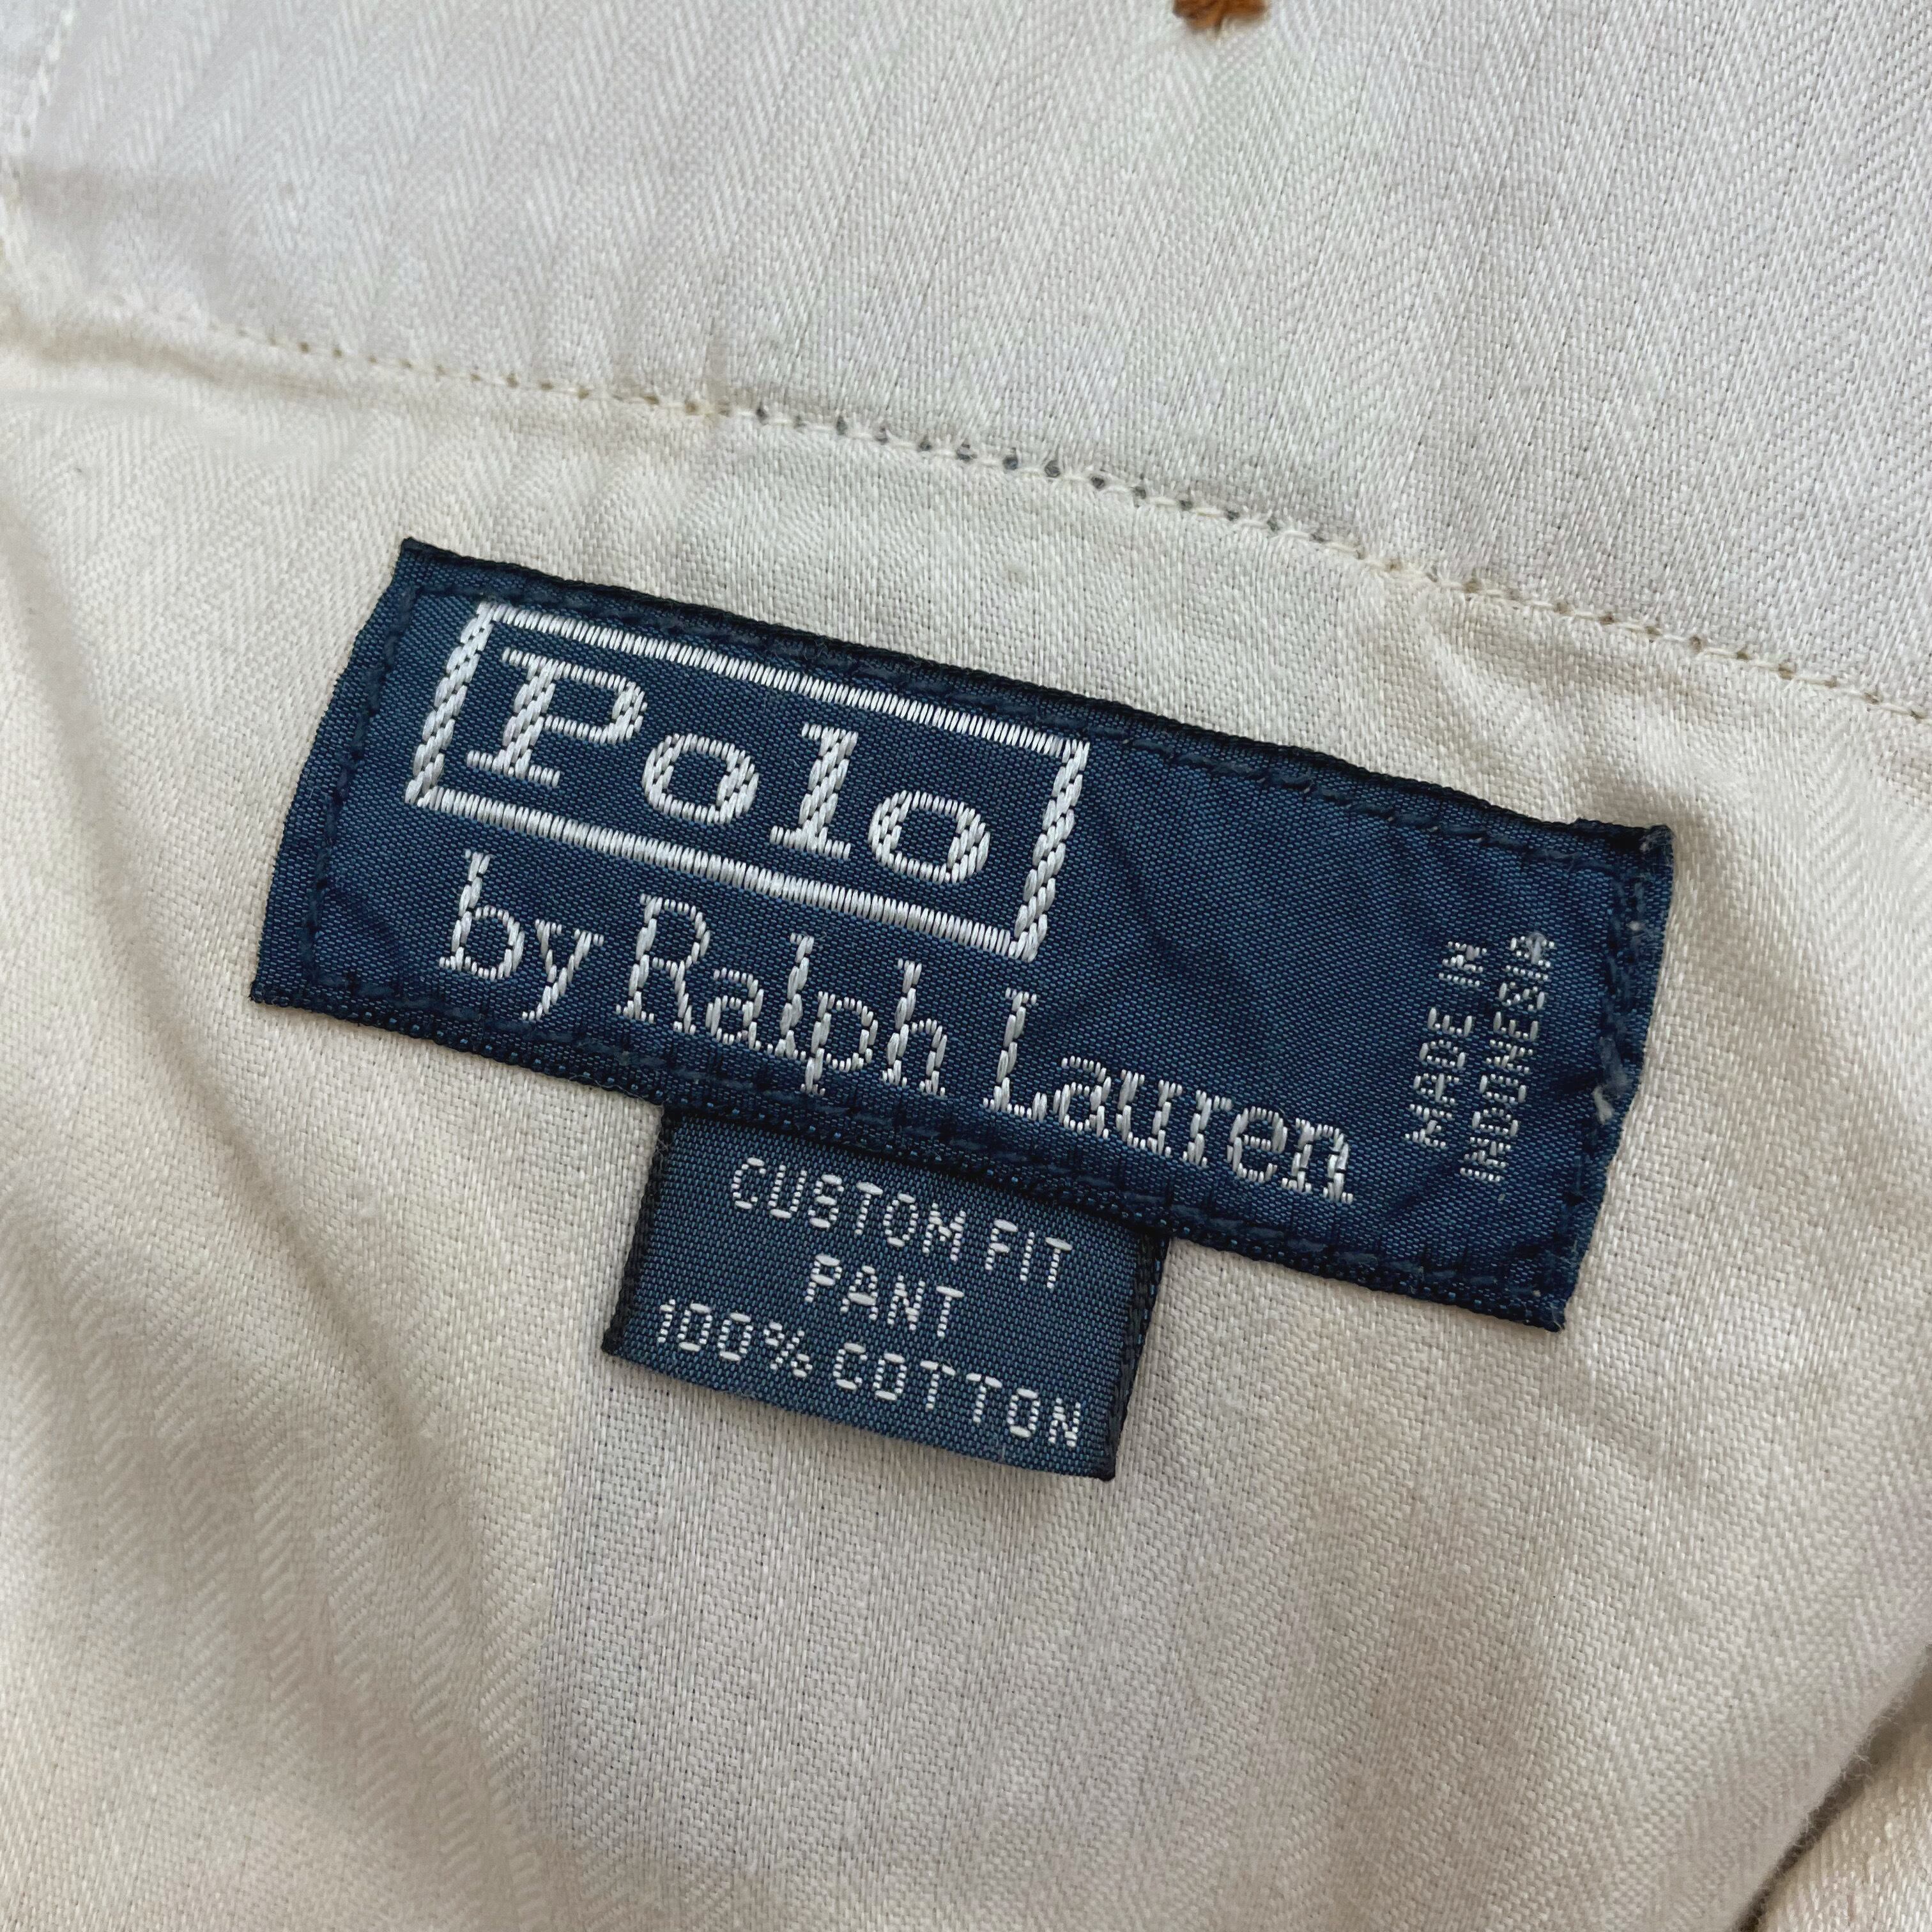 Polo
by Ralph Lauren
MADE IN
INDONESIA
CUSTOM FIT
PANT
100% COTTON